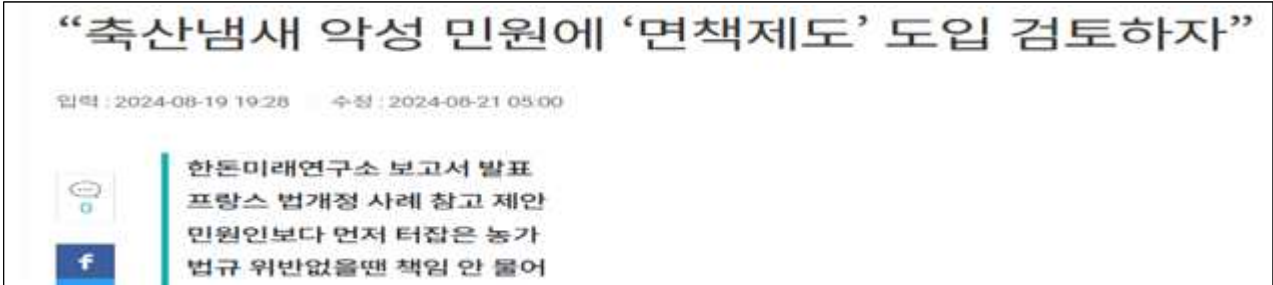 “축산냄새 악성 민원에 ‘면책제도’ 도입 검토하자”
입력 : 2024-08-19 19:28 수정 : 2024-08-21 05:00
한돈미래연구소 보고서 발표
프랑스 법개정 사례 참고 제안
민원인보다 먼저 터잡은 농가
법규 위반없을땐 책임 안 물어
0
f